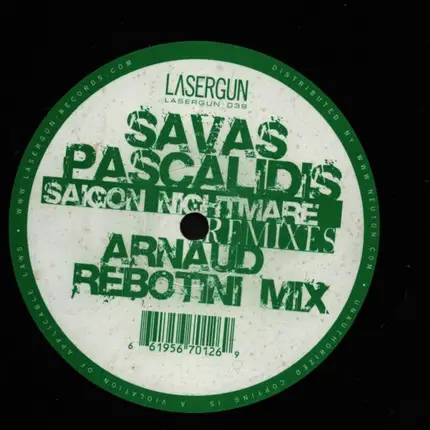 LASERGUN
LASERGUN 039
SAVAS
PASCALIDIS
SAIGON NIGHTMARE
REMIXES
ARNAUD
REBOTINI MIX
6 61956 70126 9
WWW.LASERGUN-RECORDS.COM
DISTRIBUTED BY WWW.NEUTON.COM • UNAUTHORIZED COPYING IS A VIOLATION OF APPLICABLE LAWS •